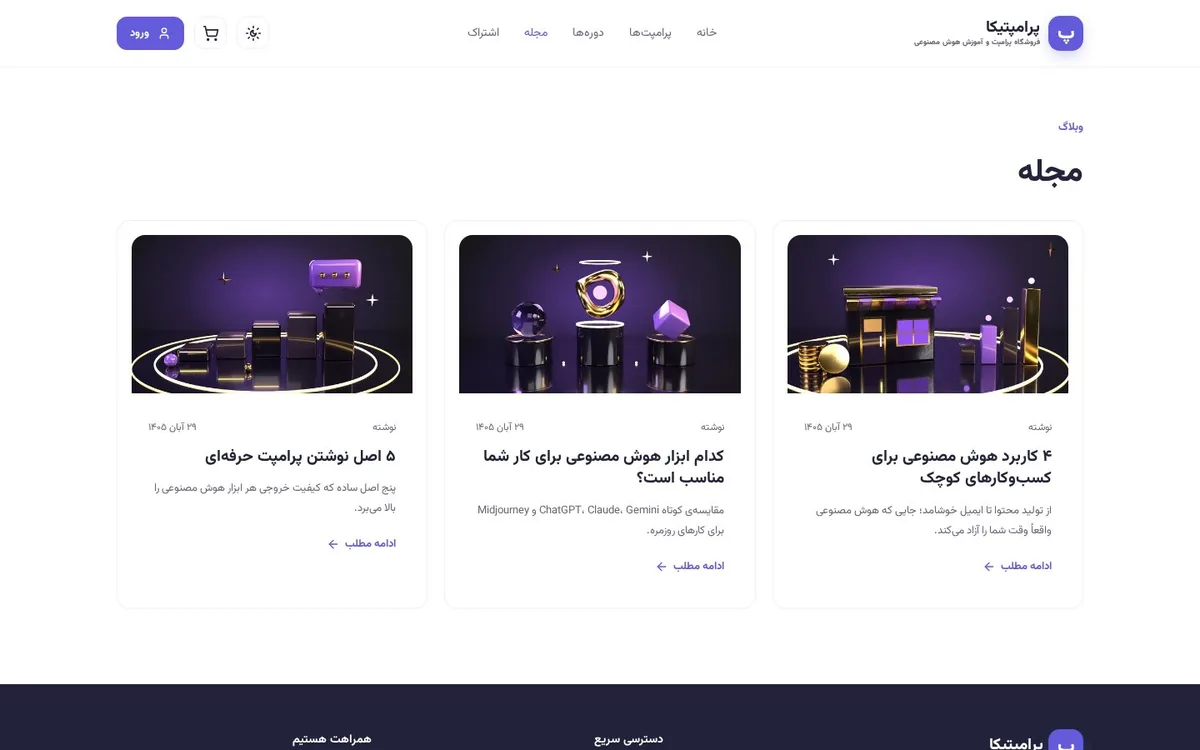 پ
پرامپتیکا
فروشگاه پرامپت و آموزش هوش مصنوعی
خانه
پرامپت‌ها
دوره‌ها
مجله
اشتراک
ورود
وبلاگ
مجله
نوشته
۲۹ آبان ۱۴۰۵
۴ کاربرد هوش مصنوعی برای
کسب‌وکارهای کوچک
از تولید محتوا تا ایمیل خوشامد؛ جایی که هوش مصنوعی
واقعاً وقت شما را آزاد می‌کند.
ادامه مطلب
نوشته
۲۹ آبان ۱۴۰۵
کدام ابزار هوش مصنوعی برای کار شما
مناسب است؟
مقایسه‌ی کوتاه ChatGPT، Claude، Gemini و Midjourney
برای کارهای روزمره.
ادامه مطلب
نوشته
۲۹ آبان ۱۴۰۵
۵ اصل نوشتن پرامپت حرفه‌ای
پنج اصل ساده که کیفیت خروجی هر ابزار هوش مصنوعی را
بالا می‌برد.
ادامه مطلب
پ
پرامپتیکا
دسترسی سریع
همراهت هستیم